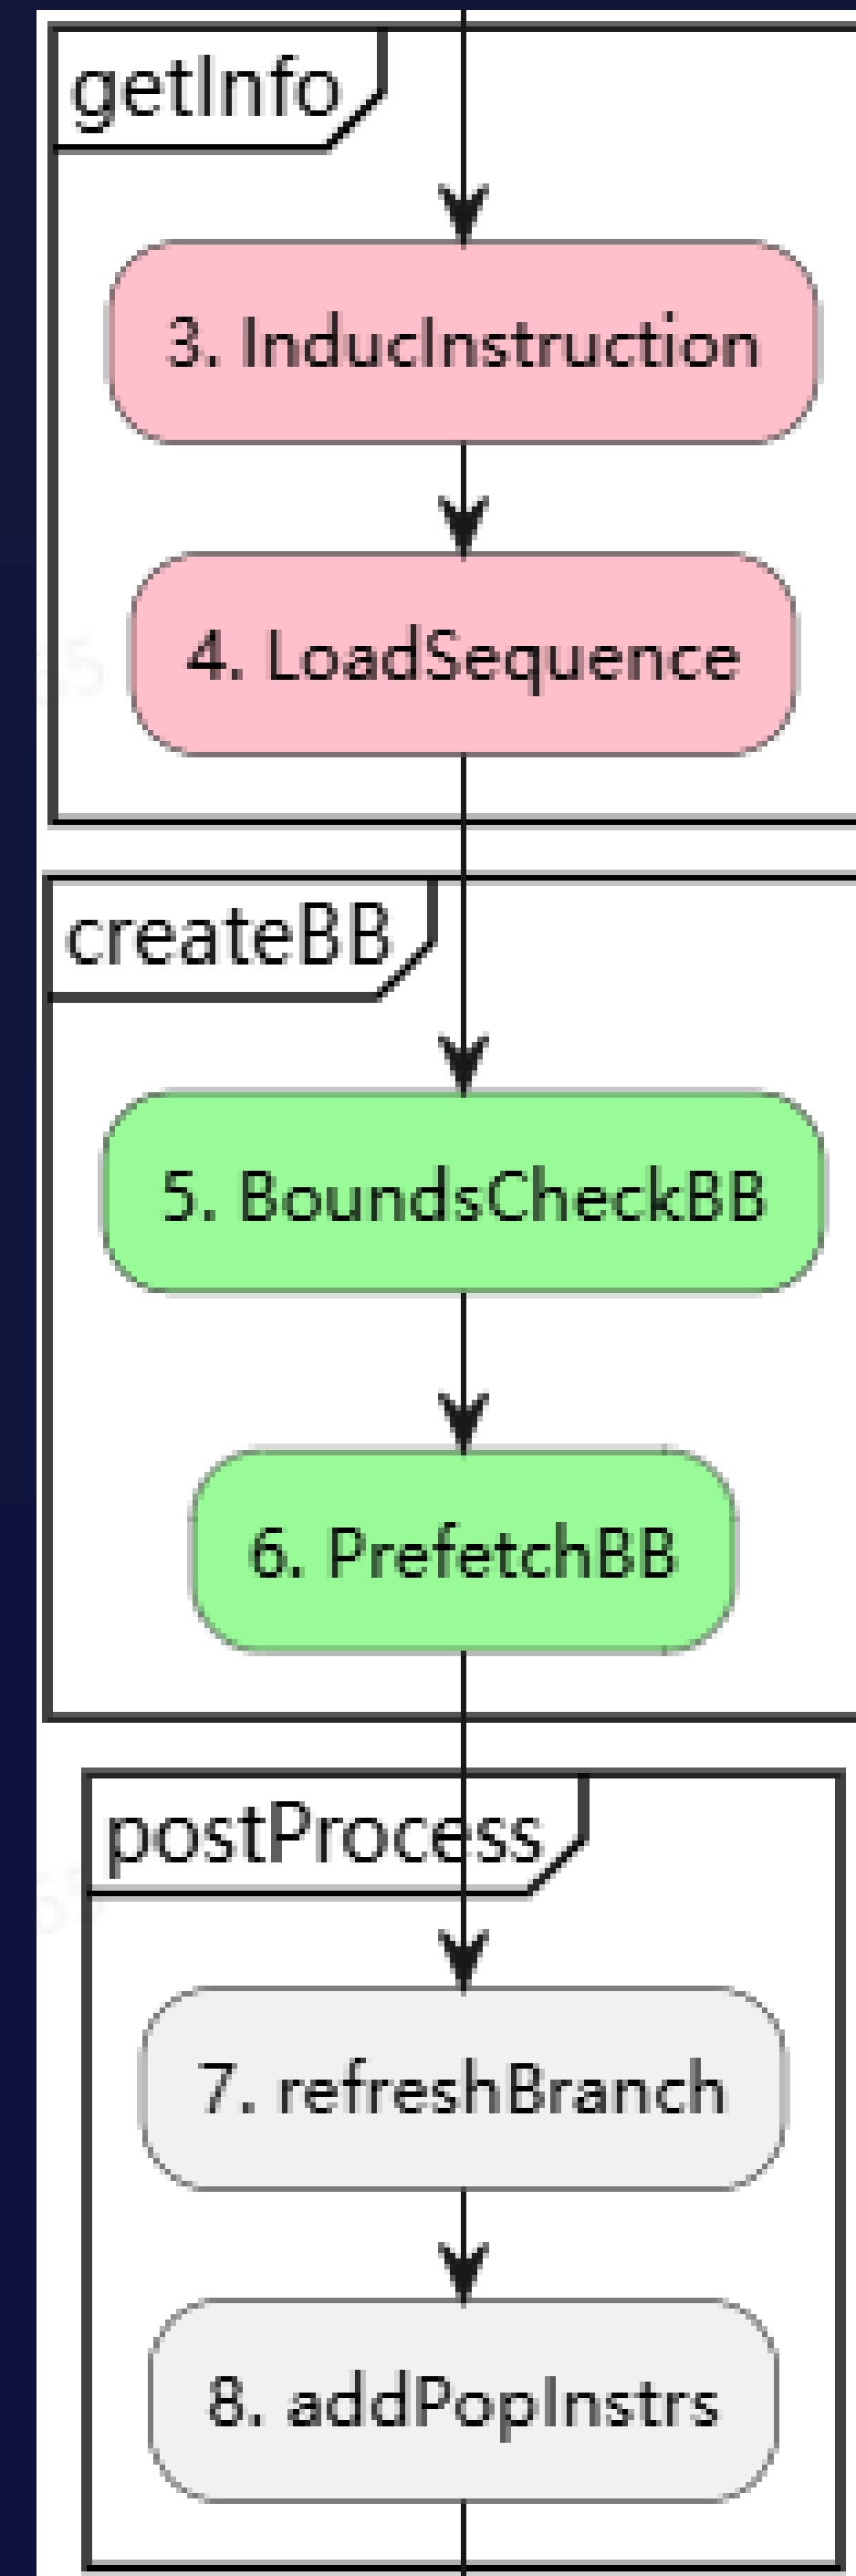 getInfo
3. InducInstruction
4. LoadSequence
createBB
5. BoundsCheckBB
6. PrefetchBB
postProcess
7. refreshBranch
8. addPopInstrs